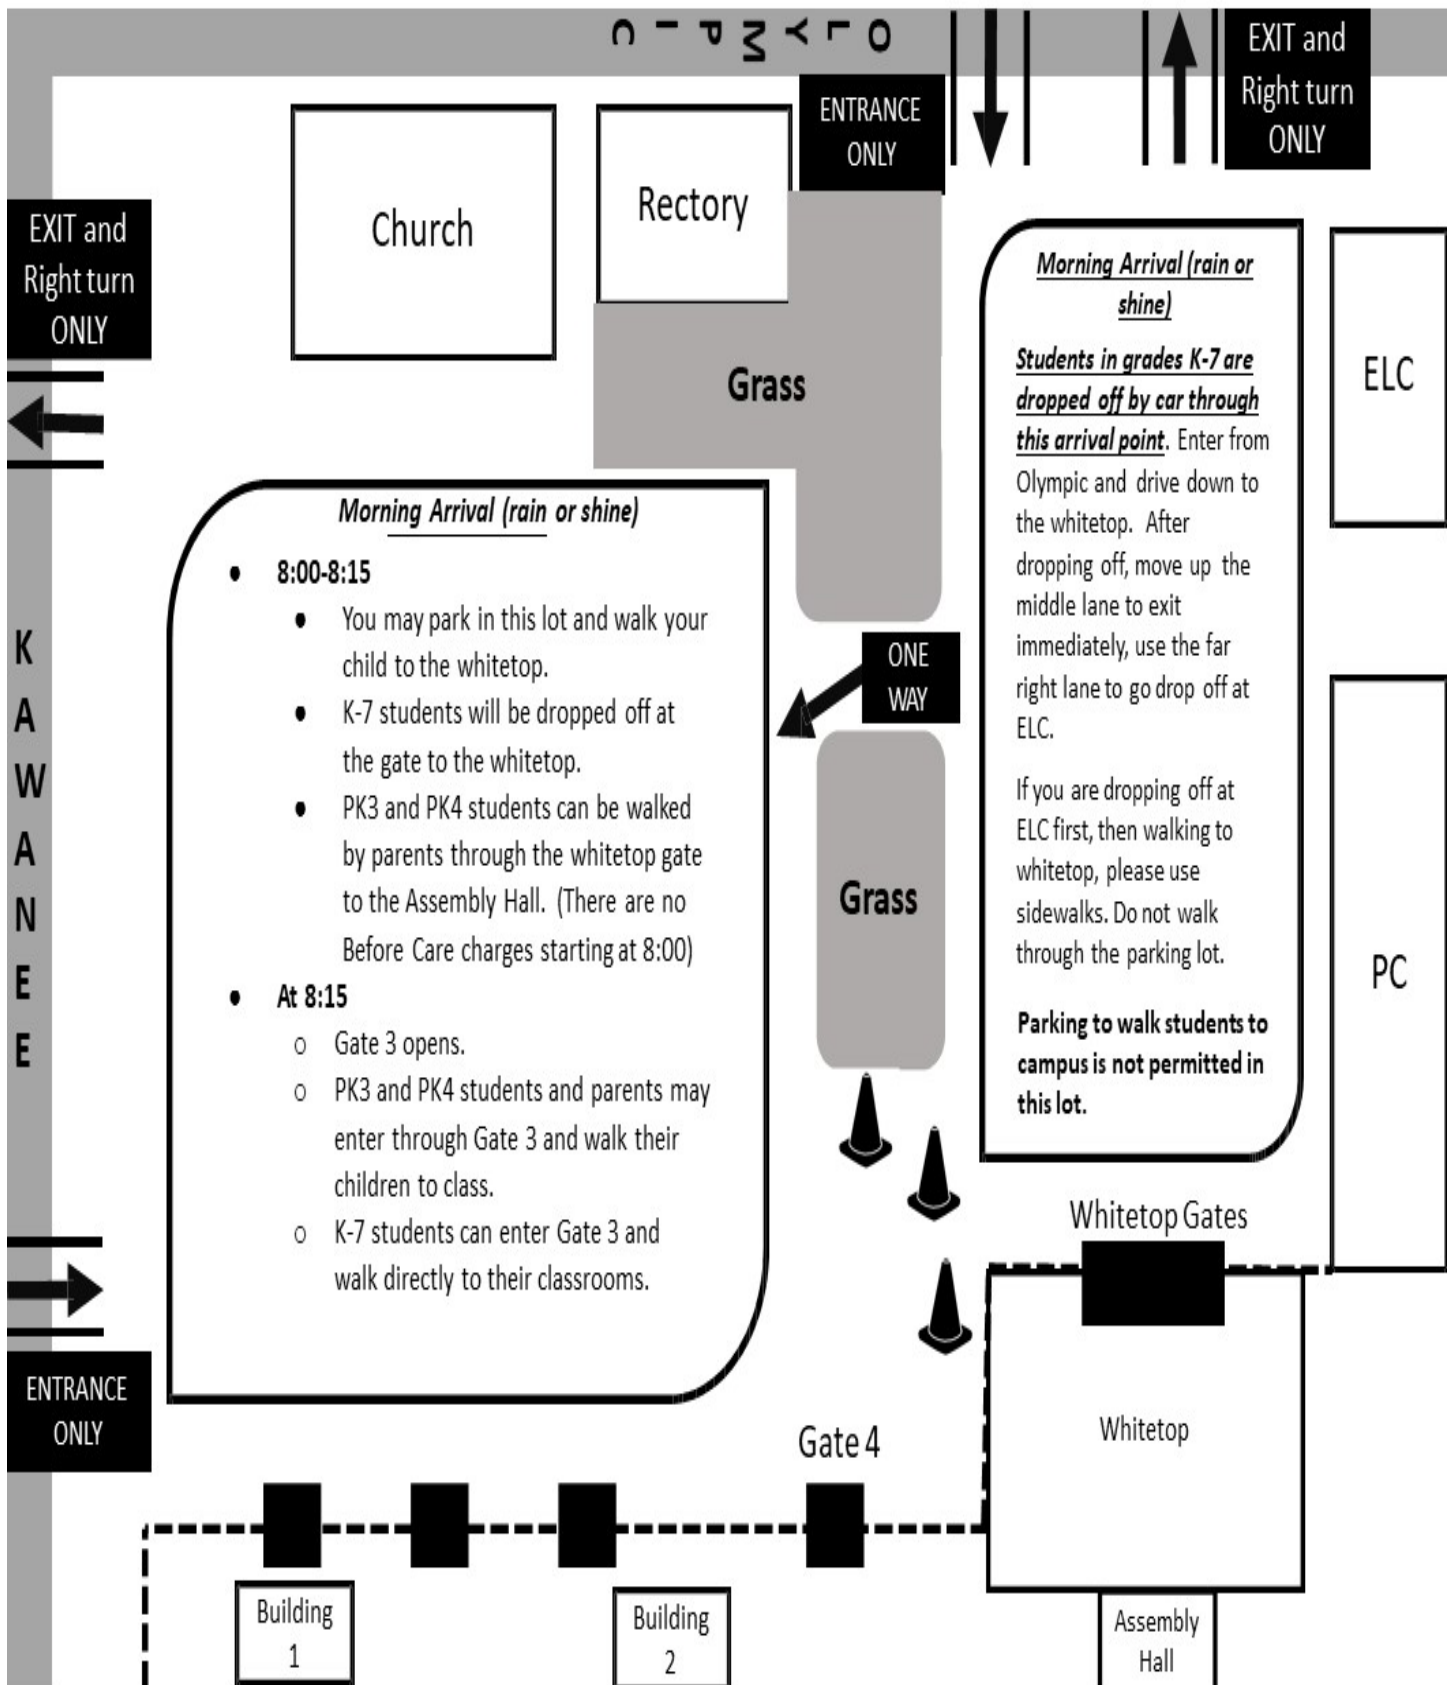 OLYMPIC
EXIT and
Right turn
ONLY
ENTRANCE
ONLY
Church
Rectory
EXIT and
Right turn
ONLY
Grass
Morning Arrival (rain or
shine)
Students in grades K-7 are
dropped off by car through
this arrival point. Enter from
Olympic and drive down to
the whitetop. After
dropping off, move up the
middle lane to exit
immediately, use the far
right lane to go drop off at
ELC.
If you are dropping off at
ELC first, then walking to
whitetop, please use
sidewalks. Do not walk
through the parking lot.
Parking to walk students to
campus is not permitted in
this lot.
ELC
KAWANEE
Morning Arrival (rain or shine)
• 8:00-8:15
• You may park in this lot and walk your
child to the whitetop.
• K-7 students will be dropped off at
the gate to the whitetop.
• PK3 and PK4 students can be walked
by parents through the whitetop gate
to the Assembly Hall. (There are no
Before Care charges starting at 8:00)
• At 8:15
o Gate 3 opens.
o PK3 and PK4 students and parents may
enter through Gate 3 and walk their
children to class.
o K-7 students can enter Gate 3 and
walk directly to their classrooms.
ONE
WAY
Grass
PC
Whitetop Gates
ENTRANCE
ONLY
Gate 4
Whitetop
Building
1
Building
2
Assembly
Hall